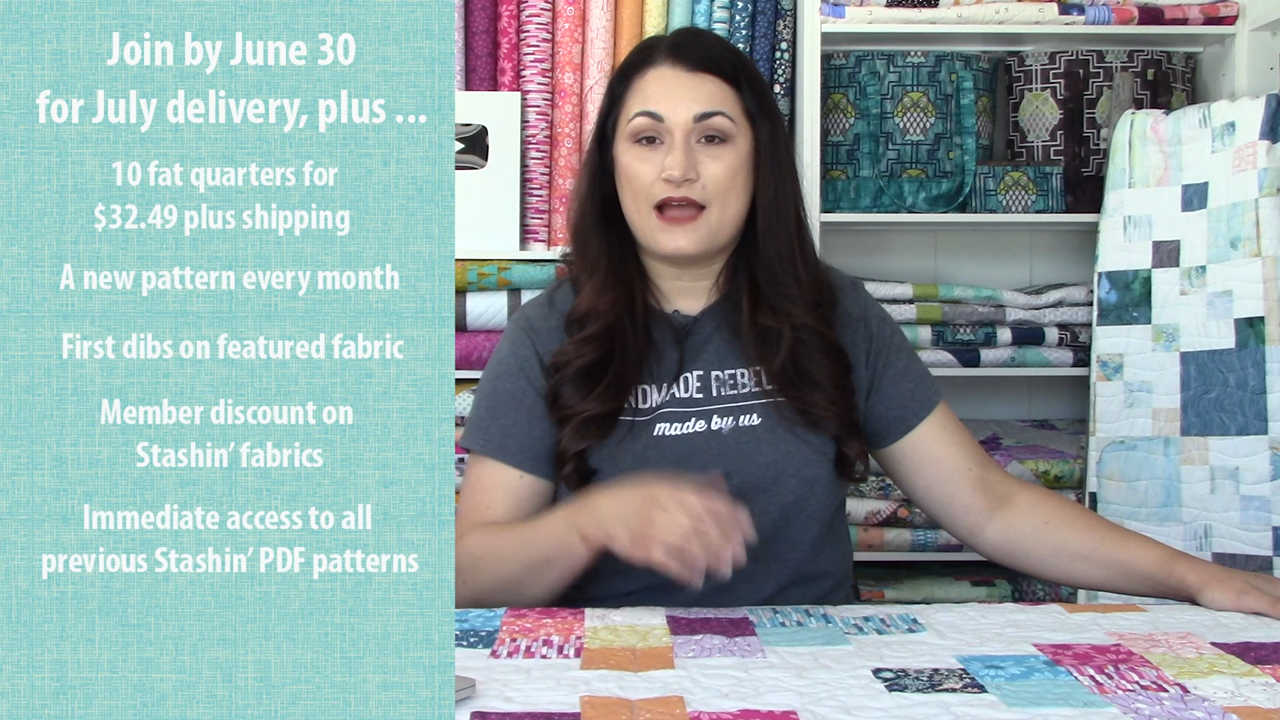 Join by June 30
for July delivery, plus ...
10 fat quarters for
$32.49 plus shipping
A new pattern every month
First dibs on featured fabric
Member discount on
Stashin' fabrics
Immediate access to all
previous Stashin' PDF patterns
NDMADE REBEL
made by us